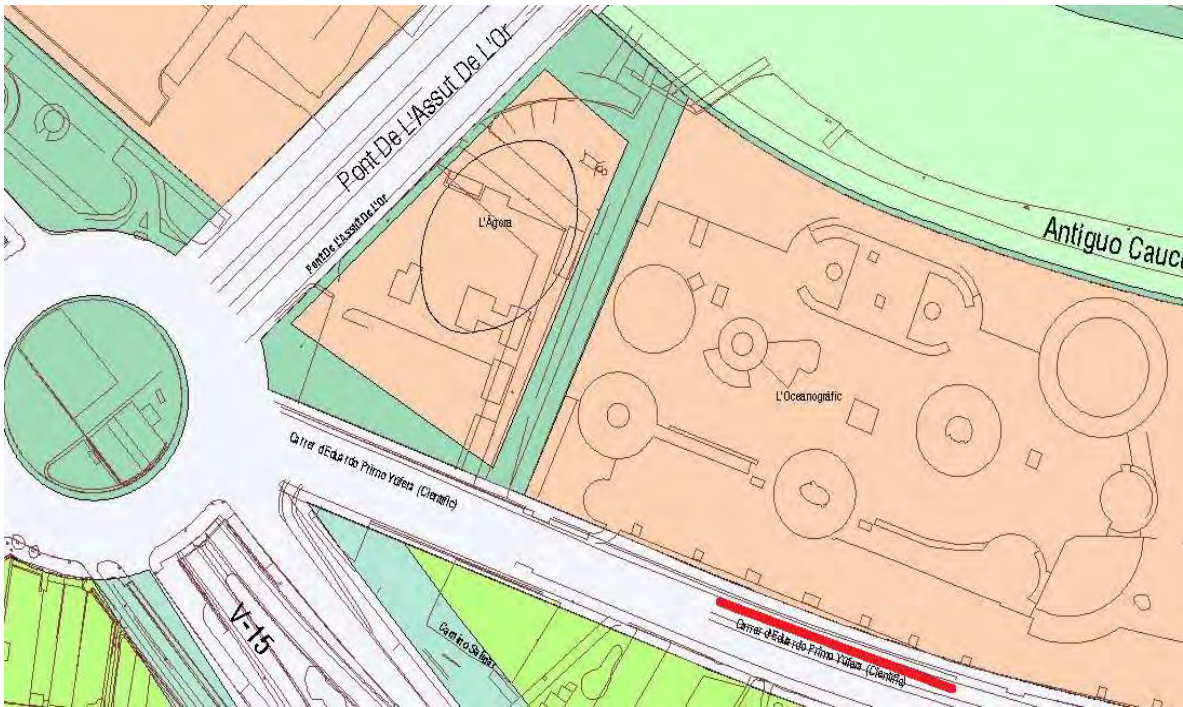 Pont De L'Assut De L'Or
Pont De L'Assut De L'Or
L'Àgora
Antiguo Cauce
L'Oceanogràfic
Carrer d'Eduardo Primo Yúfera (Científic)
Carrer d'Eduardo Primo Yúfera (Científic)
V-15
Camino Salinar